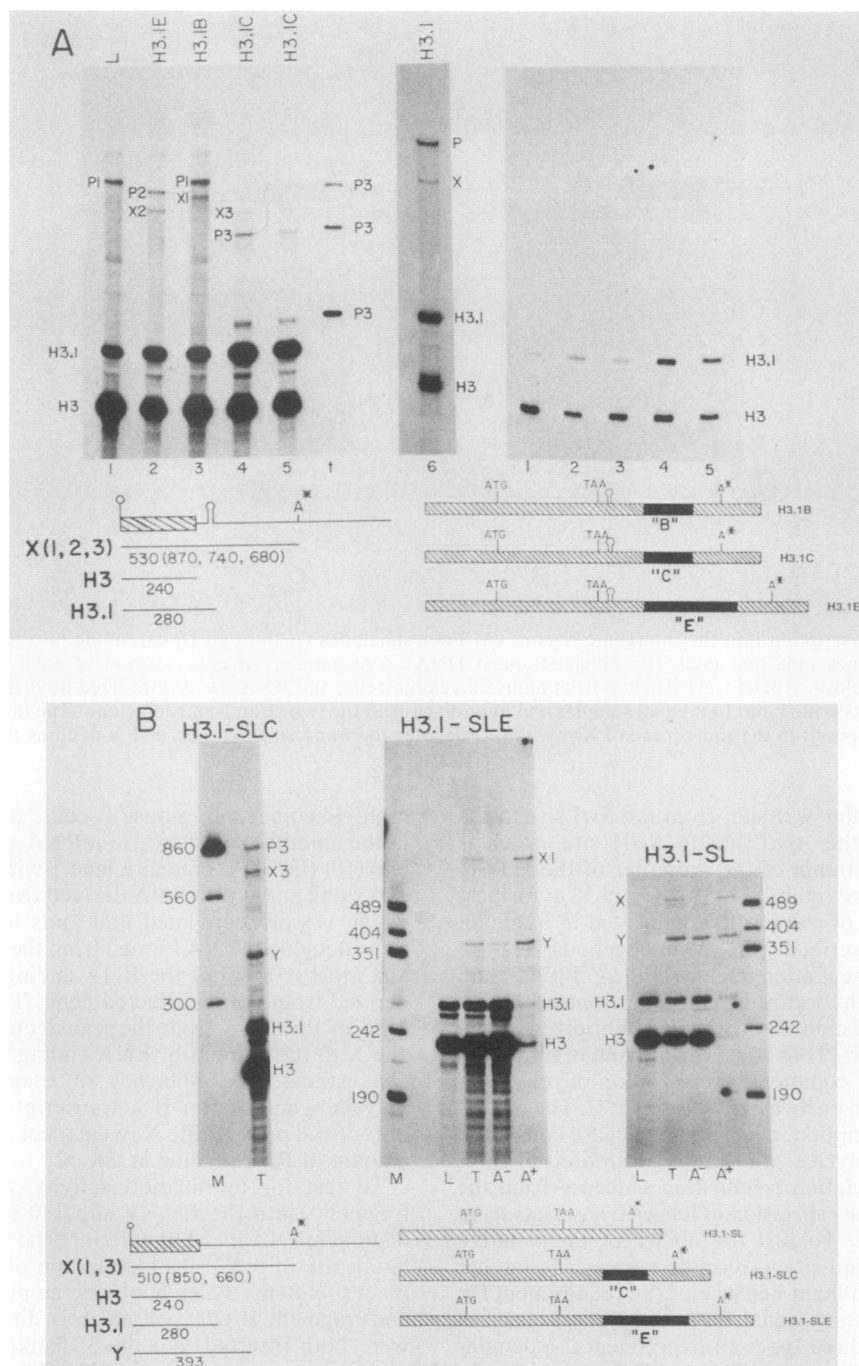 A
L
H3.1E
H3.1B
H3.1C
H3.1C
H3.1
P
X
P1
P2
X2
P1
X1
X3
P3
P3
P3
P3
H3.1
H3
H3.1
H3
H3.1
H3
1 2 3 4 5 t 6 1 2 3 4 5
A*
X(1,2,3)
530(870, 740, 680)
H3
240
H3.1
280
ATG TAA A*
H3.1B
"B"
ATG TAA A*
H3.1C
"C"
ATG TAA A*
H3.1E
"E"
B
H3.1-SLC
860
560
300
P3
X3
Y
H3.1
H3
M T
H3.1-SLE
489
404
351
242
190
X1
Y
H3.1
H3
M L T A⁻ A⁺
H3.1-SL
X
Y
H3.1
H3
489
404
351
242
190
L T A⁻ A⁺
A*
X(1,3)
510(850, 660)
H3
240
H3.1
280
Y
393
ATG TAA A*
H3.1-SL
ATG TAA A*
H3.1-SLC
"C"
ATG TAA A*
H3.1-SLE
"E"